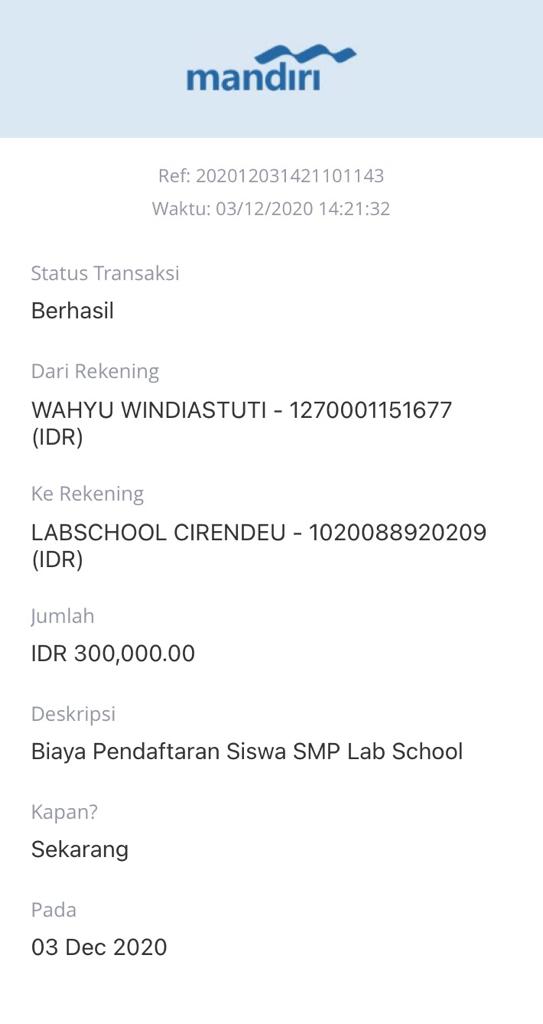 mandiri
Ref: 202012031421101143
Waktu: 03/12/2020 14:21:32
Status Transaksi
Berhasil
Dari Rekening
WAHYU WINDIASTUTI - 1270001151677
(IDR)
Ke Rekening
LABSCHOOL CIRENDEU - 1020088920209
(IDR)
Jumlah
IDR 300,000.00
Deskripsi
Biaya Pendaftaran Siswa SMP Lab School
Kapan?
Sekarang
Pada
03 Dec 2020